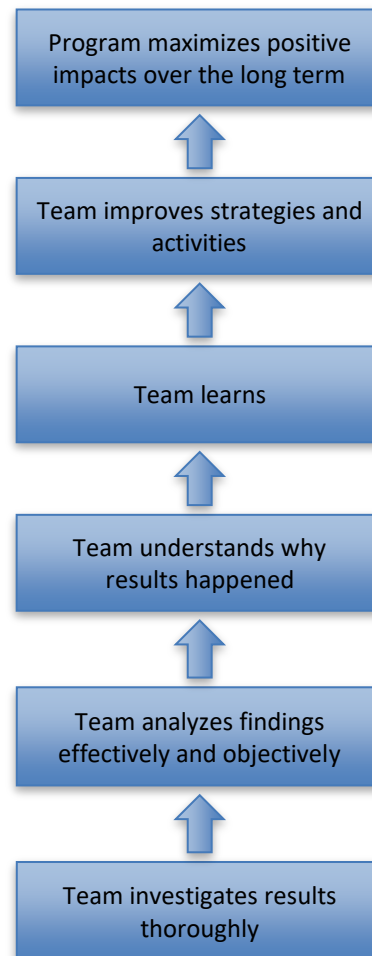 Program maximizes positive
impacts over the long term
Team improves strategies and
activities
Team learns
Team understands why
results happened
Team analyzes findings
effectively and objectively
Team investigates results
thoroughly